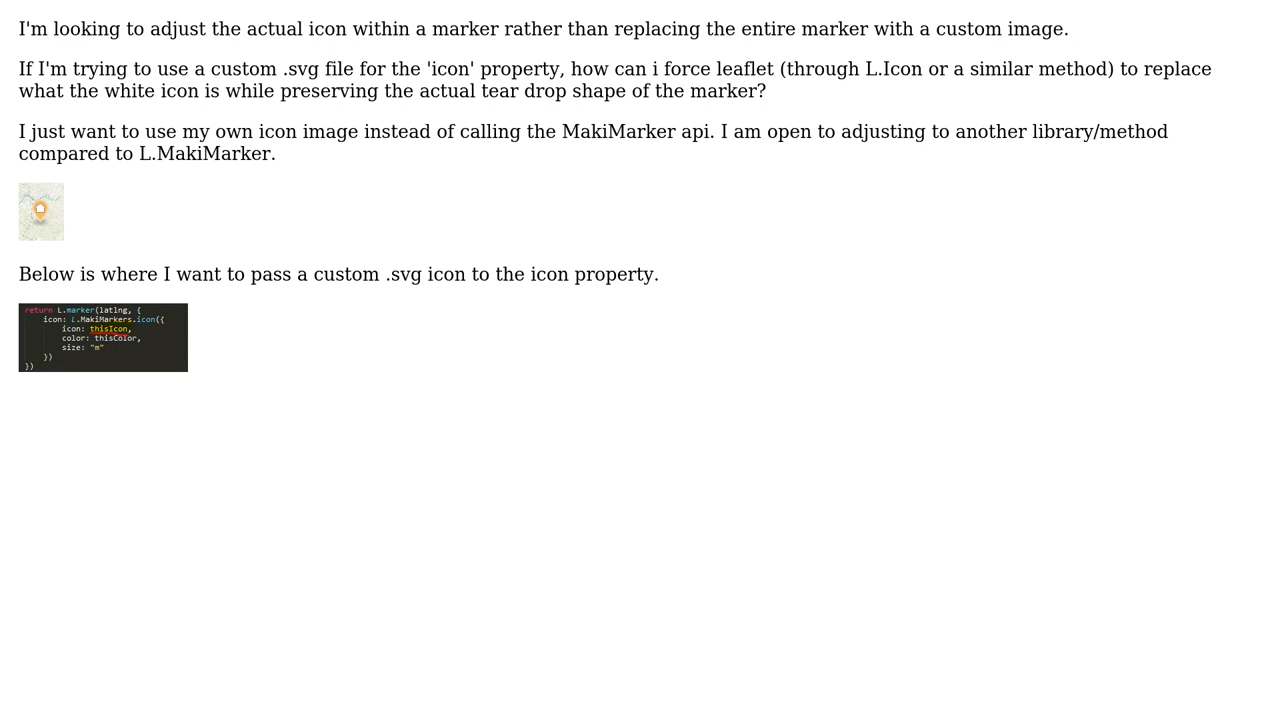 I'm looking to adjust the actual icon within a marker rather than replacing the entire marker with a custom image.
If I'm trying to use a custom .svg file for the 'icon' property, how can i force leaflet (through L.Icon or a similar method) to replace
what the white icon is while preserving the actual tear drop shape of the marker?
I just want to use my own icon image instead of calling the MakiMarker api. I am open to adjusting to another library/method
compared to L.MakiMarker.
Below is where I want to pass a custom .svg icon to the icon property.
return L.marker(latlng, {
icon: L.MakiMarkers.icon({
icon: thisIcon,
color: thisColor,
size: "m"
})
})